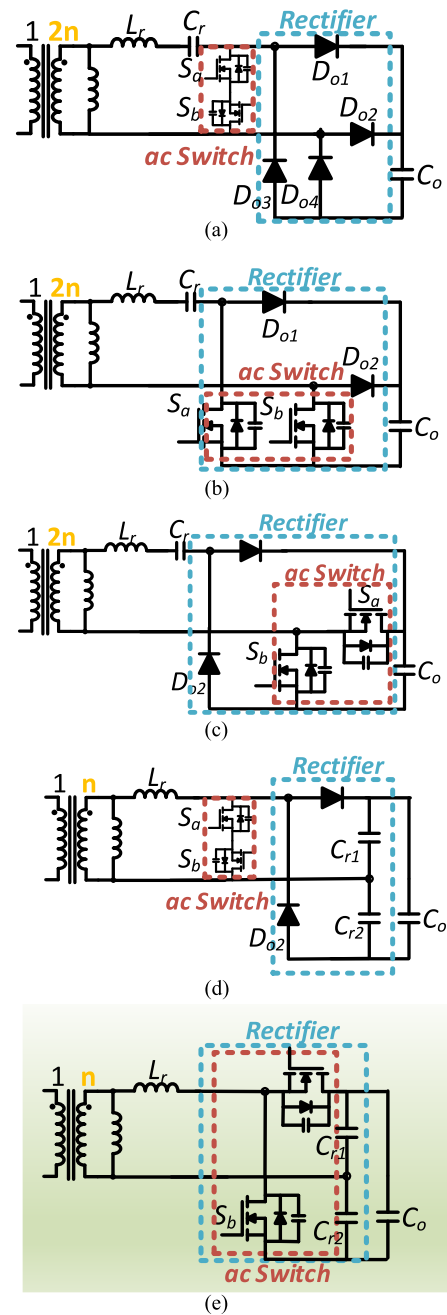 Rectifier
1 2n
Lr
Cr
Sa
Sb
ac Switch
Do1
Do2
Do3
Do4
Co
(a)
Rectifier
1 2n
Lr
Cr
Do1
Do2
ac Switch
Sa
Sb
Co
(b)
Rectifier
1 2n
Lr
Cr
ac Switch
Sa
Sb
Do2
Co
(c)
Rectifier
1 n
Lr
Sa
Sb
ac Switch
Cr1
Cr2
Do2
Co
(d)
Rectifier
1 n
Lr
Cr1
Sb
Cr2
Co
ac Switch
(e)